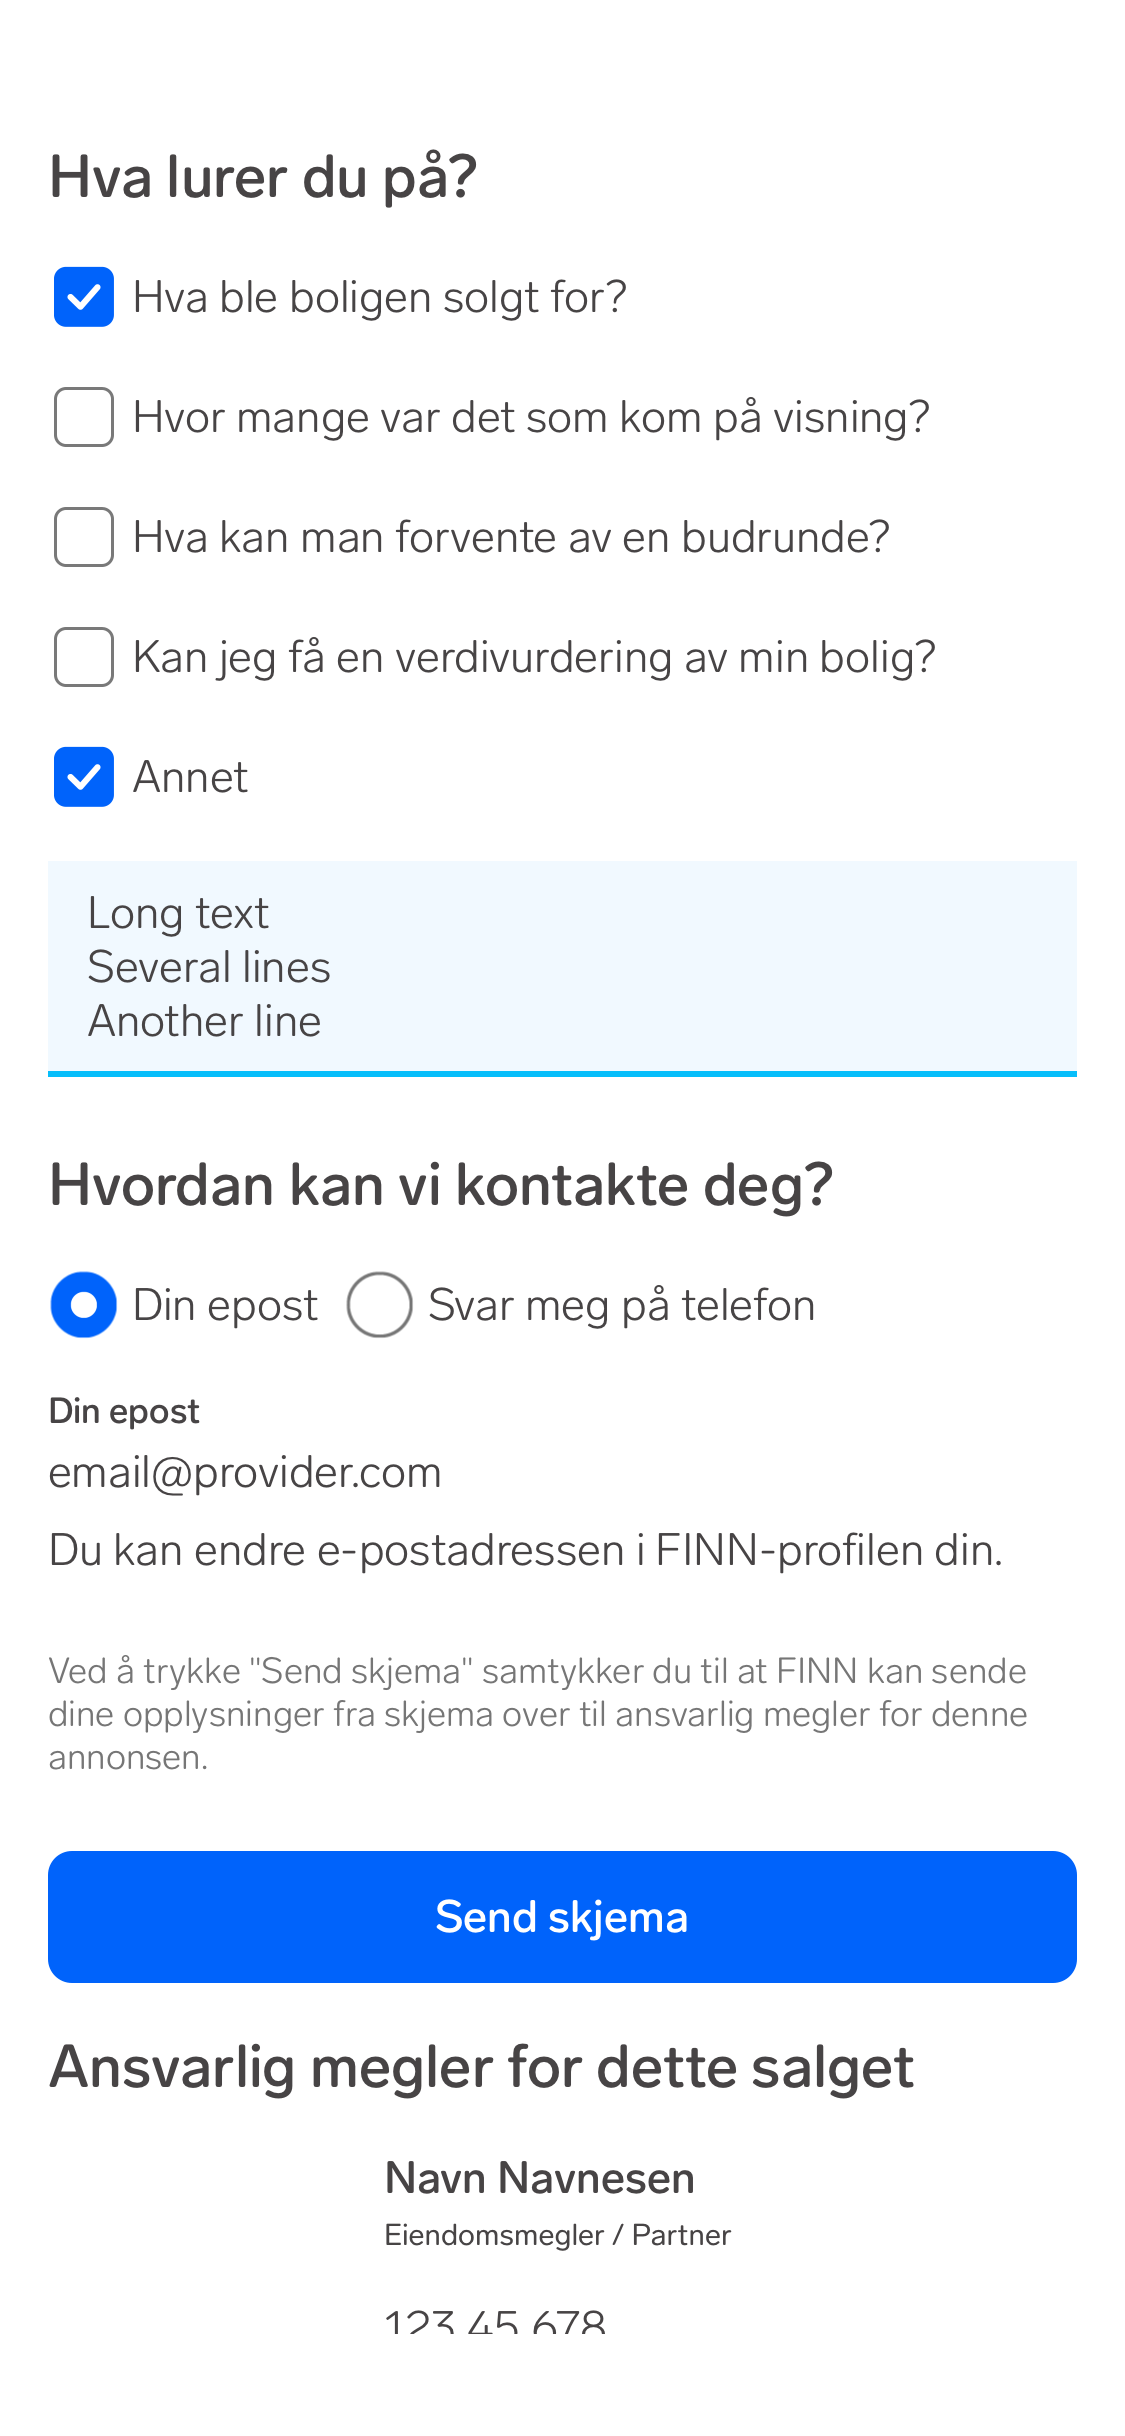 Hva lurer du på?
Hva ble boligen solgt for?
Hvor mange var det som kom på visning?
Hva kan man forvente av en budrunde?
Kan jeg få en verdivurdering av min bolig?
Annet
Long text
Several lines
Another line
Hvordan kan vi kontakte deg?
Din epost Svar meg på telefon
Din epost
email@provider.com
Du kan endre e-postadressen i FINN-profilen din.
Ved å trykke "Send skjema" samtykker du til at FINN kan sende
dine opplysninger fra skjema over til ansvarlig megler for denne
annonsen.
Send skjema
Ansvarlig megler for dette salget
Navn Navnesen
Eiendomsmegler / Partner
123 45 678